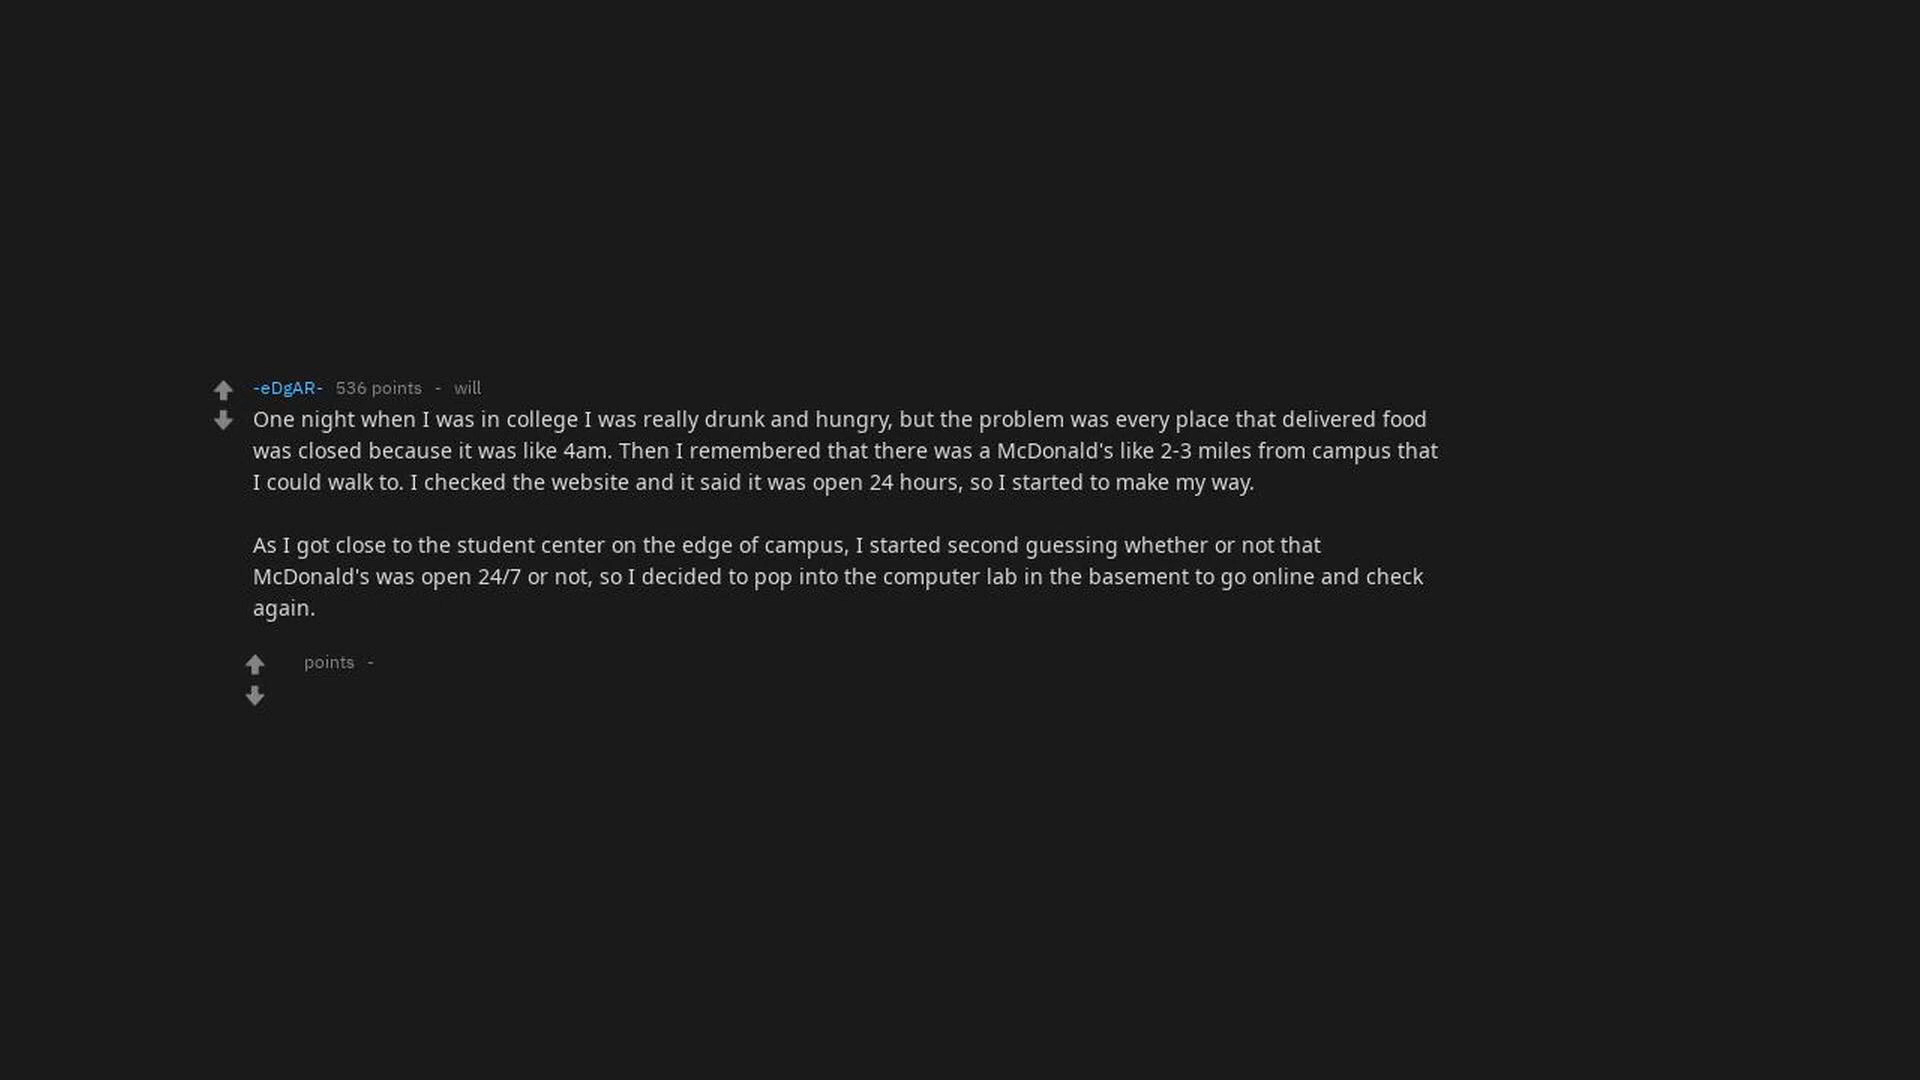 -eDgAR- 536 points - will
One night when I was in college I was really drunk and hungry, but the problem was every place that delivered food
was closed because it was like 4am. Then I remembered that there was a McDonald's like 2-3 miles from campus that
I could walk to. I checked the website and it said it was open 24 hours, so I started to make my way.
As I got close to the student center on the edge of campus, I started second guessing whether or not that
McDonald's was open 24/7 or not, so I decided to pop into the computer lab in the basement to go online and check
again.
points -